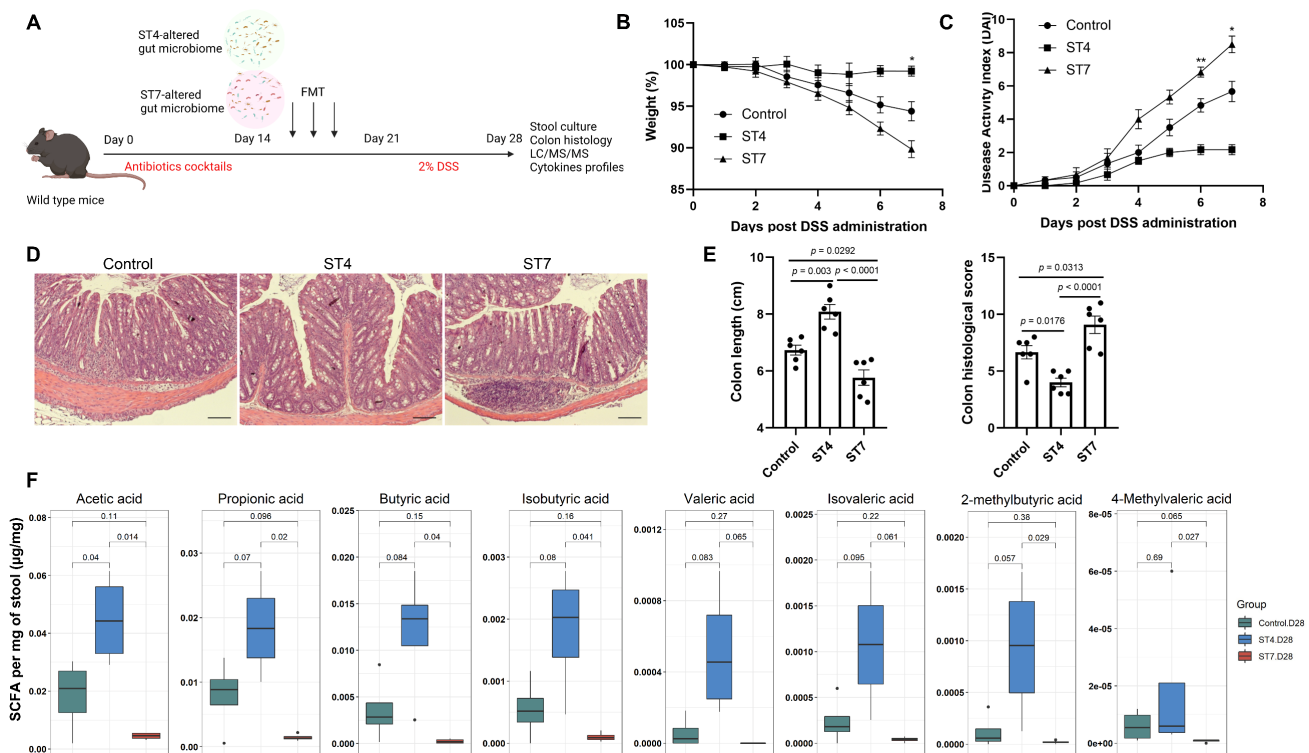 A
ST4-altered
gut microbiome
ST7-altered
gut microbiome
FMT
Day 0
Day 14
Day 21
Day 28
Antibiotics cocktails
2% DSS
Stool culture
Colon histology
LC/MS/MS
Cytokines profiles
Wild type mice
B
Weight (%)
100
95
90
85
0 2 4 6 8
Days post DSS administration
Control
ST4
ST7
*
C
Disease Activity Index (DAI)
10
8
6
4
2
0
0 2 4 6 8
Days post DSS administration
Control
ST4
ST7
**
*
D
Control
ST4
ST7
E
Colon length (cm)
10
8
6
4
p = 0.0292
p = 0.003
p < 0.0001
Control
ST4
ST7
Colon histological score
15
10
5
0
p = 0.0313
p < 0.0001
p = 0.0176
Control
ST4
ST7
F
SCFA per mg of stool (μg/mg)
Acetic acid
0.08
0.06
0.04
0.02
0.00
0.11
0.014
0.04
Propionic acid
0.03
0.02
0.01
0.00
0.096
0.02
0.07
Butyric acid
0.025
0.020
0.015
0.010
0.005
0.000
0.15
0.04
0.084
Isobutyric acid
0.003
0.002
0.001
0.000
0.16
0.041
0.08
Valeric acid
0.0012
0.0008
0.0004
0.0000
0.27
0.065
0.083
Isovaleric acid
0.0025
0.0020
0.0015
0.0010
0.0005
0.0000
0.22
0.061
0.095
2-methylbutyric acid
0.0025
0.0020
0.0015
0.0010
0.0005
0.0000
0.38
0.029
0.057
4-Methylvaleric acid
8e-05
6e-05
4e-05
2e-05
0e+00
0.065
0.027
0.69
Group
Control.D28
ST4.D28
ST7.D28